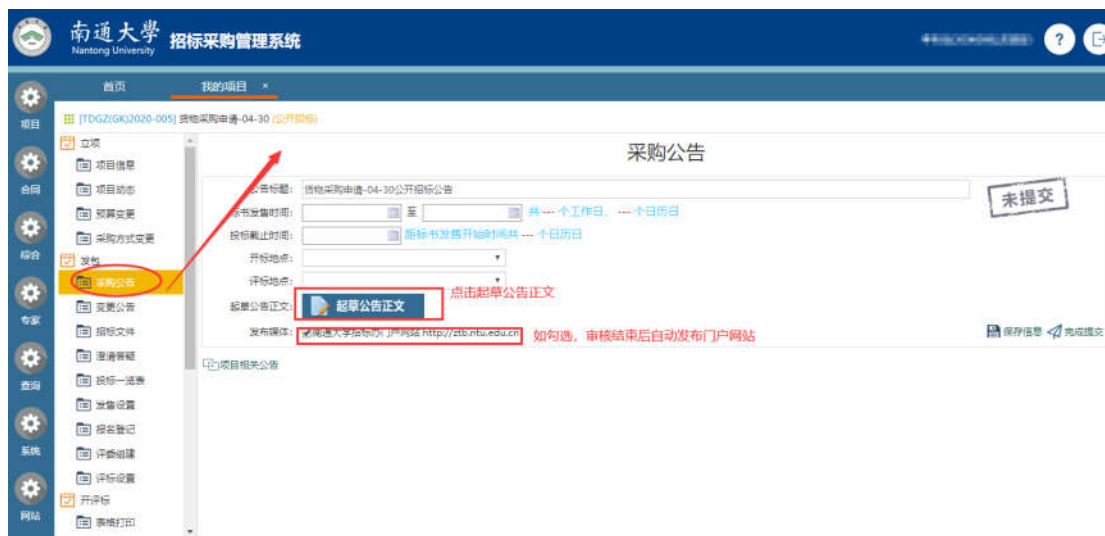 南通大學
Nantong University
招标采购管理系统
?
首页
我的项目 ×
项目
合同
综合
专家
查询
系统
网站
[TDGZ(GK)2020-005] 货物采购申请-04-30 (公开招标)
立项
项目信息
项目动态
预算变更
采购方式变更
发包
采购公告
变更公告
招标文件
澄清答疑
投标一览表
发售设置
报名登记
评委组建
评标设置
开评标
表格打印
采购公告
未提交
公告标题: 货物采购申请-04-30公开招标公告
标书发售时间: 至 共 --- 个工作日, --- 个日历日
投标截止时间: 距标书发售开始时间共 --- 个日历日
开标地点:
评标地点:
点击起草公告正文
起草公告正文: 起草公告正文
发布媒体: 南通大学招标办门户网站 http://ztb.ntu.edu.cn
如勾选，审核结束后自动发布门户网站
保存信息 完成提交
项目相关公告